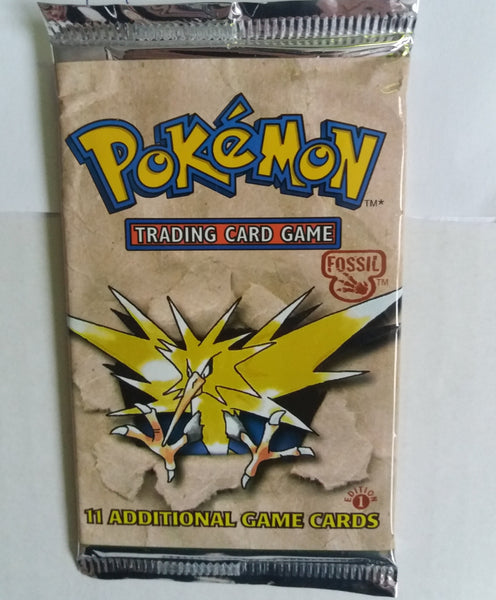 POKéMON
TM*
TRADING CARD GAME
FOSSIL
TM
EDITION
1
11 ADDITIONAL GAME CARDS